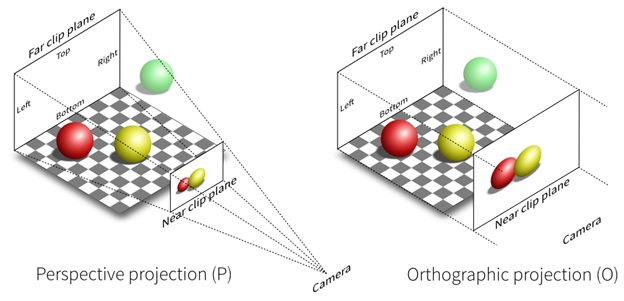 Far clip plane
Top
Right
Left
Bottom
Near clip plane
Camera
Perspective projection (P)
Far clip plane
Top
Right
Left
Bottom
Near clip plane
Camera
Orthographic projection (O)